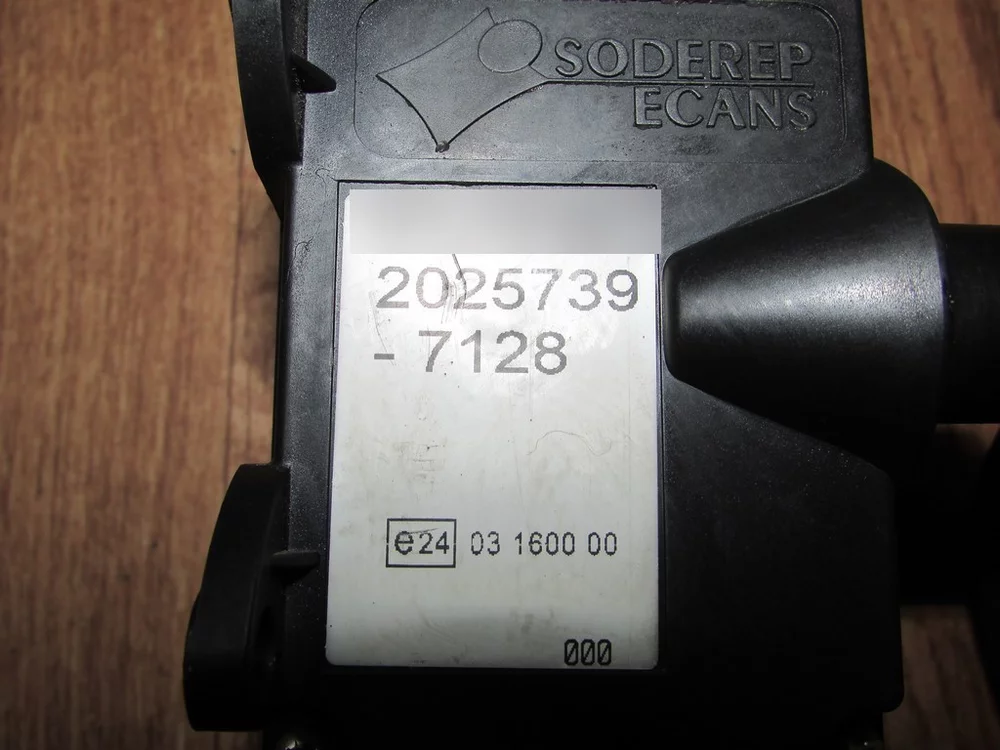 SODEREP
ECANS
2025739
- 7128
e24 03 1600 00
000